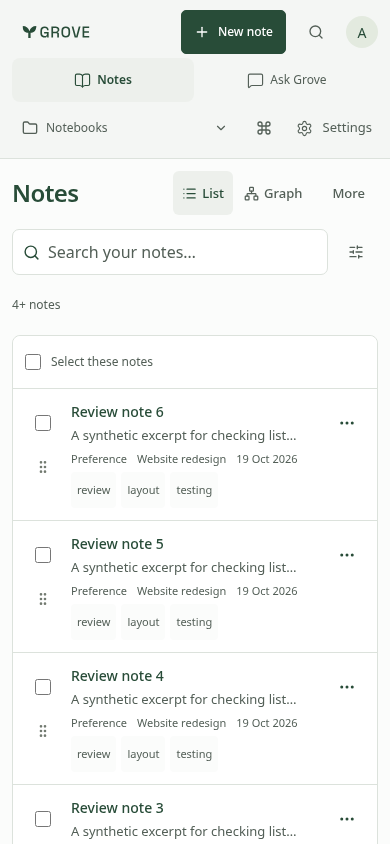 GROVE
New note
A
Notes
Ask Grove
Notebooks
Settings
Notes
List
Graph
More
Search your notes...
4+ notes
Select these notes
Review note 6
A synthetic excerpt for checking list...
Preference Website redesign 19 Oct 2026
review layout testing
Review note 5
A synthetic excerpt for checking list...
Preference Website redesign 19 Oct 2026
review layout testing
Review note 4
A synthetic excerpt for checking list...
Preference Website redesign 19 Oct 2026
review layout testing
Review note 3
A synthetic excerpt for checking list...